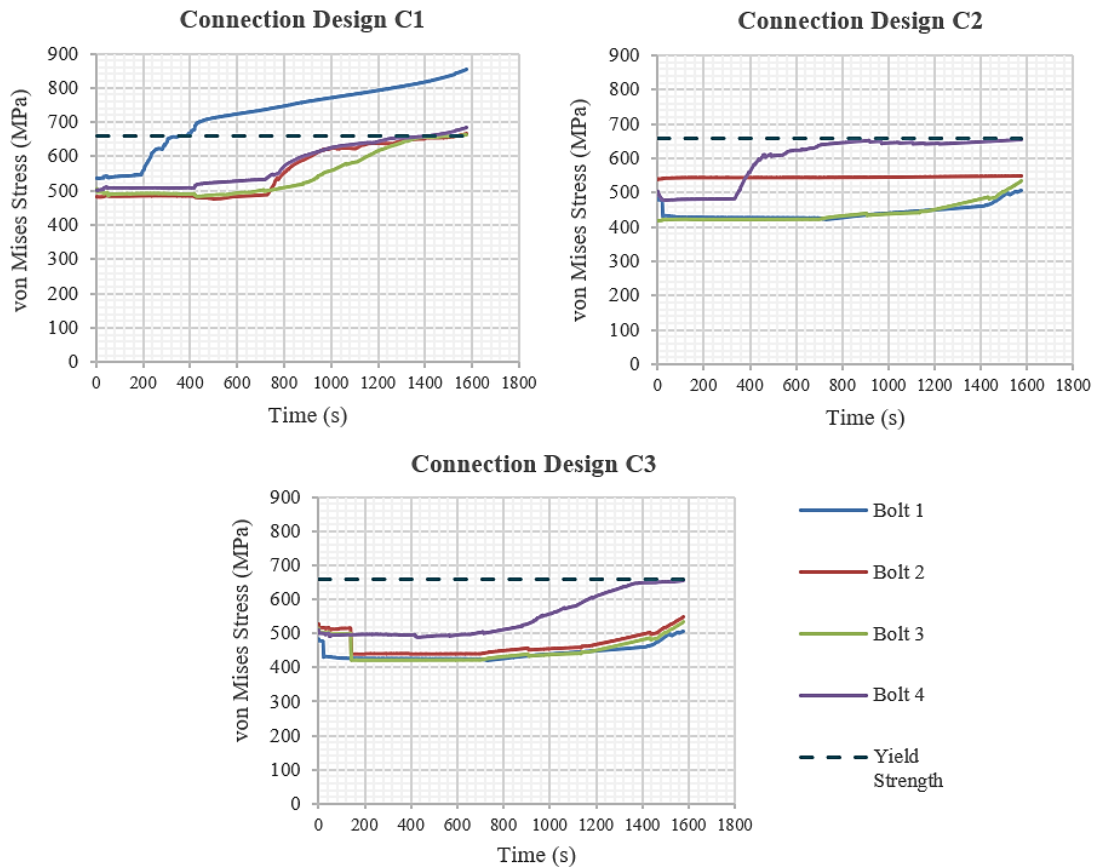 Connection Design C1
von Mises Stress (MPa)
900
800
700
600
500
400
300
200
100
0
0 200 400 600 800 1000 1200 1400 1600 1800
Time (s)
Connection Design C2
von Mises Stress (MPa)
900
800
700
600
500
400
300
200
100
0
0 200 400 600 800 1000 1200 1400 1600 1800
Time (s)
Connection Design C3
von Mises Stress (MPa)
900
800
700
600
500
400
300
200
100
0
0 200 400 600 800 1000 1200 1400 1600 1800
Time (s)
Bolt 1
Bolt 2
Bolt 3
Bolt 4
Yield
Strength